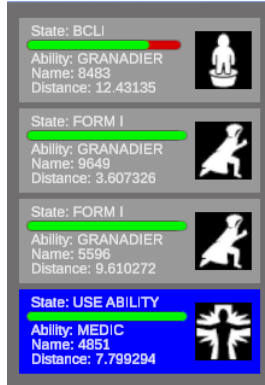 State: BCLI
Ability: GRANADIER
Name: 8483
Distance: 12.43135
State: FORM I
Ability: GRANADIER
Name: 9649
Distance: 3.607326
State: FORM I
Ability: GRANADIER
Name: 5596
Distance: 9.610272
State: USE ABILITY
Ability: MEDIC
Name: 4851
Distance: 7.799294